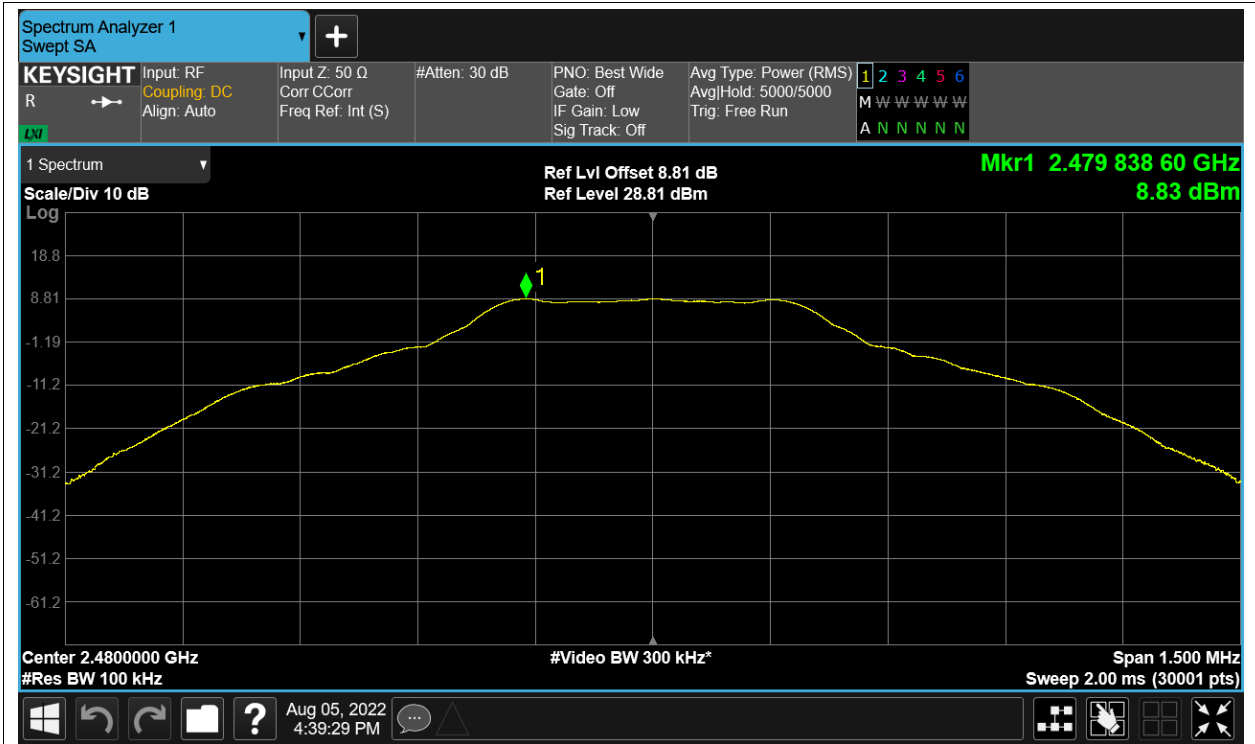 Spectrum Analyzer 1
Swept SA
KEYSIGHT
R
LXI
Input: RF
Coupling: DC
Align: Auto
Input Z: 50 Ω
Corr CCorr
Freq Ref: Int (S)
#Atten: 30 dB
PNO: Best Wide
Gate: Off
IF Gain: Low
Sig Track: Off
Avg Type: Power (RMS)
Avg|Hold: 5000/5000
Trig: Free Run
1 2 3 4 5 6
M W W W W W
A N N N N N
1 Spectrum
Scale/Div 10 dB
Log
Ref Lvl Offset 8.81 dB
Ref Level 28.81 dBm
Mkr1 2.479 838 60 GHz
8.83 dBm
1
18.8
8.81
-1.19
-11.2
-21.2
-31.2
-41.2
-51.2
-61.2
Center 2.4800000 GHz
#Res BW 100 kHz
#Video BW 300 kHz*
Span 1.500 MHz
Sweep 2.00 ms (30001 pts)
?
Aug 05, 2022
4:39:29 PM